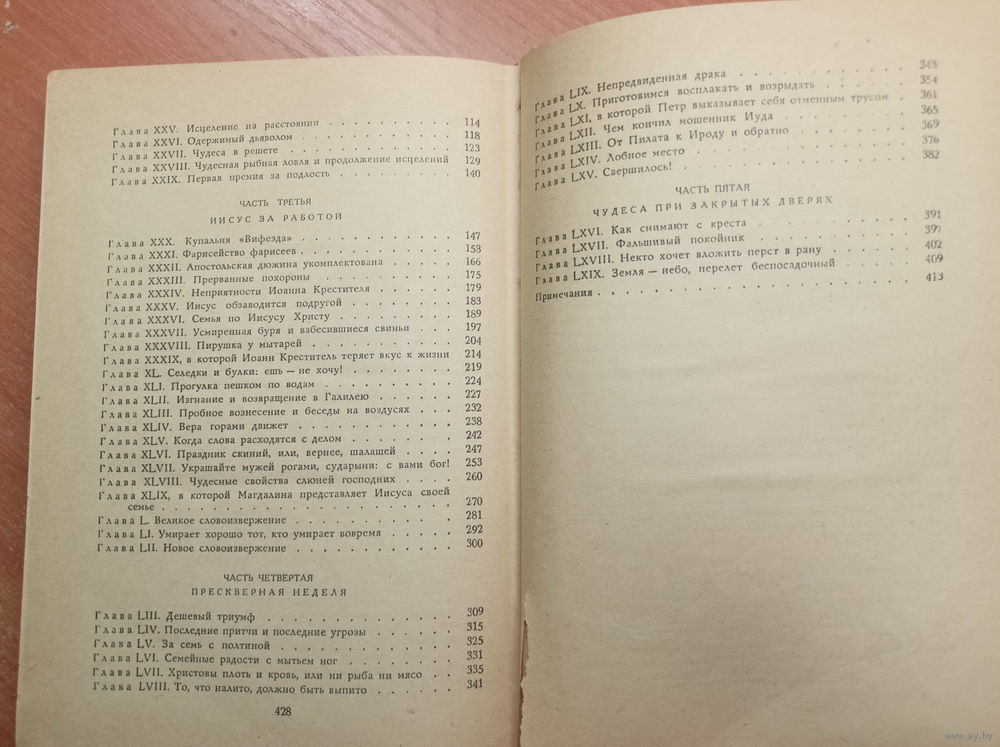 Глава XXV. Исцеление на расстоянии . . . . . . . . . 114
Глава XXVI. Одержимый дьяволом . . . . . . . . . . 118
Глава XXVII. Чудеса в решете . . . . . . . . . . . 123
Глава XXVIII. Чудесная рыбная ловля и продолжение исцелений 129
Глава XXIX. Первая премия за подлость . . . . . . . . 140
ЧАСТЬ ТРЕТЬЯ
ИИСУС ЗА РАБОТОЙ
Глава XXX. Купальня «Вифезда» . . . . . . . . . . . 147
Глава XXXI. Фарисейство фарисеев . . . . . . . . . . 158
Глава XXXII. Апостольская дюжина укомплектована . . . . . 166
Глава XXXIII. Прерванные похороны . . . . . . . . . . 175
Глава XXXIV. Неприятности Иоанна Крестителя . . . . . . 179
Глава XXXV. Иисус обзаводится подругой . . . . . . . . 183
Глава XXXVI. Семья по Иисусу Христу . . . . . . . . . 189
Глава XXXVII. Усмиренная буря и взбесившиеся свиньи . . . 197
Глава XXXVIII. Пирушка у мытарей . . . . . . . . . . 204
Глава XXXIX, в которой Иоанн Креститель теряет вкус к жизни 214
Глава XL. Селедки и булки: ешь — не хочу! . . . . . . . 219
Глава XLI. Прогулка пешком по водам . . . . . . . . . 224
Глава XLII. Изгнание и возвращение в Галилею . . . . . . 227
Глава XLIII. Пробное вознесение и беседы на воздусях . . . 232
Глава XLIV. Вера горами движет . . . . . . . . . . . 238
Глава XLV. Когда слова расходятся с делом . . . . . . . 242
Глава XLVI. Праздник скиний, или, вернее, шалашей . . . . 247
Глава XLVII. Украшайте мужей рогами, сударыни: с вами бог! 253
Глава XLVIII. Чудесные свойства слюней господних . . . . 260
Глава XLIX, в которой Магдалина представляет Иисуса своей
семье . . . . . . . . . . . . . . . . . . . . 270
Глава L. Великое словоизвержение . . . . . . . . . . 281
Глава LI. Умирает хорошо тот, кто умирает вовремя . . . . . 292
Глава LII. Новое словоизвержение . . . . . . . . . . 300
ЧАСТЬ ЧЕТВЕРТАЯ
ПРЕСКВЕРНАЯ НЕДЕЛЯ
Глава LIII. Дешевый триумф . . . . . . . . . . . . 309
Глава LIV. Последние притчи и последние угрозы . . . . . . 315
Глава LV. За семь с полтиной . . . . . . . . . . . . 325
Глава LVI. Семейные радости с мытьем ног . . . . . . . . 331
Глава LVII. Христовы плоть и кровь, или ни рыба ни мясо . . 335
Глава LVIII. То, что налито, должно быть выпито . . . . . . 341
428
Глава LIX. Непредвиденная драка . . . . . . . . . . 348
Глава LX. Приготовимся восплакать и возрыдать . . . . . . 354
Глава LXI, в которой Петр выказывает себя отменным трусом . 361
Глава LXII. Чем кончил мошенник Иуда . . . . . . . . 365
Глава LXIII. От Пилата к Ироду и обратно . . . . . . . 369
Глава LXIV. Лобное место . . . . . . . . . . . . . 376
Глава LXV. Свершилось! . . . . . . . . . . . . . . 382
ЧАСТЬ ПЯТАЯ
ЧУДЕСА ПРИ ЗАКРЫТЫХ ДВЕРЯХ
Глава LXVI. Как снимают с креста . . . . . . . . . . 391
Глава LXVII. Фальшивый покойник . . . . . . . . . . 397
Глава LXVIII. Некто хочет вложить перст в рану . . . . . . 402
Глава LXIX. Земля — небо, перелет беспосадочный . . . . . 409
Примечания . . . . . . . . . . . . . . . . . . . 413
www.ay.by